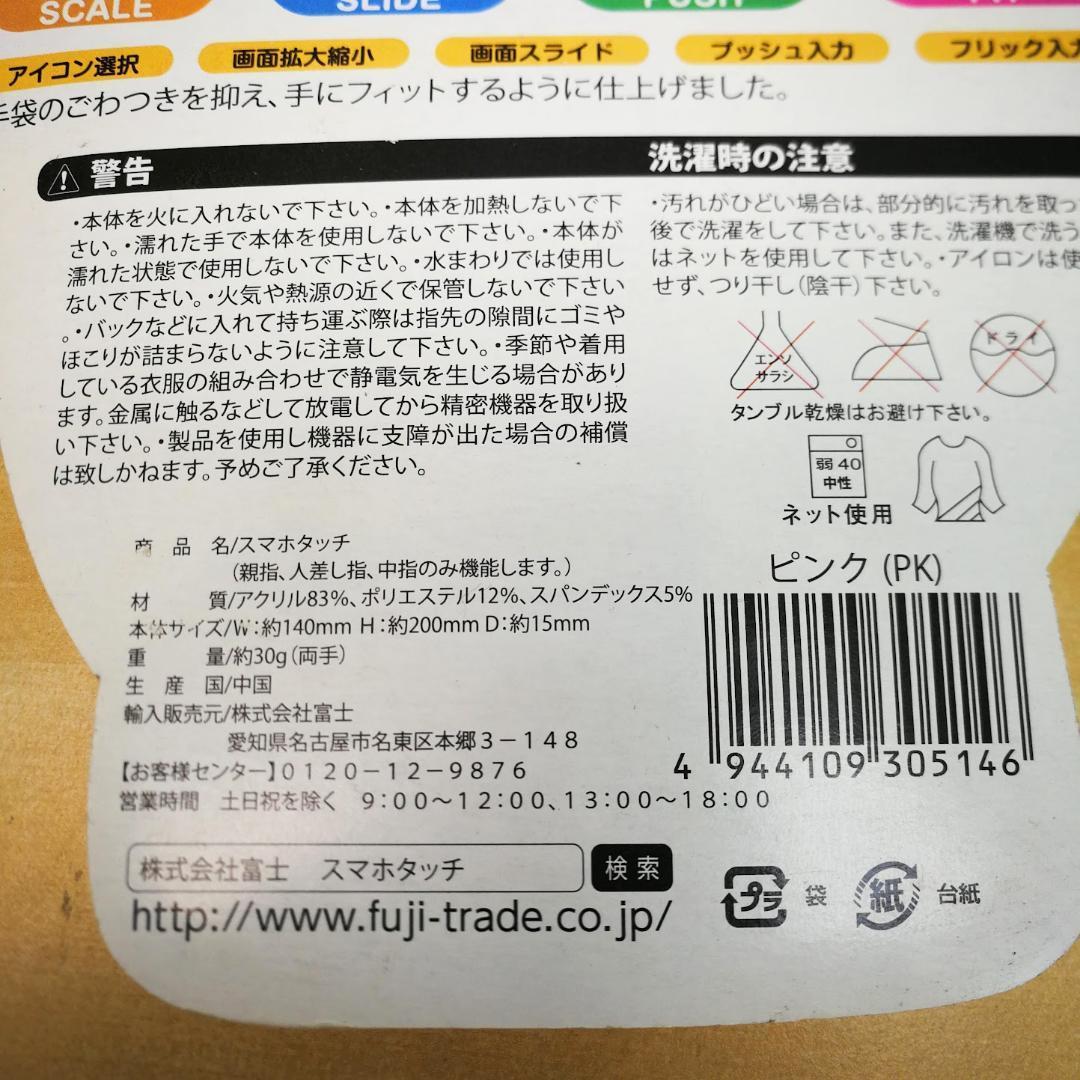 SCALE
SLIDE
PUSH
アイコン選択
画面拡大縮小
画面スライド
プッシュ入力
フリック入力
手袋のごわつきを抑え、手にフィットするように仕上げました。
警告
・本体を火に入れないで下さい。・本体を加熱しないで下
さい。・濡れた手で本体を使用しないで下さい。・本体が
濡れた状態で使用しないで下さい。・水まわりでは使用し
ないで下さい。・火気や熱源の近くで保管しないで下さい
。・バックなどに入れて持ち運ぶ際は指先の隙間にゴミや
ほこりが詰まらないように注意して下さい。・季節や着用
している衣服の組み合わせで静電気を生じる場合があり
ます。金属に触るなどして放電してから精密機器を取り扱
い下さい。・製品を使用し機器に支障が出た場合の補償
は致しかねます。予めご了承ください。
洗濯時の注意
・汚れがひどい場合は、部分的に汚れを取っ
後で洗濯をして下さい。また、洗濯機で洗う
はネットを使用して下さい。・アイロンは使
せず、つり干し(陰干)下さい。
エンソ
サラシ
ドライ
タンブル乾燥はお避け下さい。
弱 40
中性
ネット使用
商品名/スマホタッチ
(親指、人差し指、中指のみ機能します。)
材質/アクリル83%、ポリエステル12%、スパンデックス5%
本体サイズ/W:約140mm H:約200mm D:約15mm
重量/約30g(両手)
生産国/中国
輸入販売元/株式会社富士
愛知県名古屋市名東区本郷3-148
【お客様センター】0120-12-9876
営業時間 土日祝を除く 9:00~12:00、13:00~18:00
ピンク (PK)
4 944109 305146
株式会社富士 スマホタッチ
検索
http://www.fuji-trade.co.jp/
プラ
袋
紙
台紙